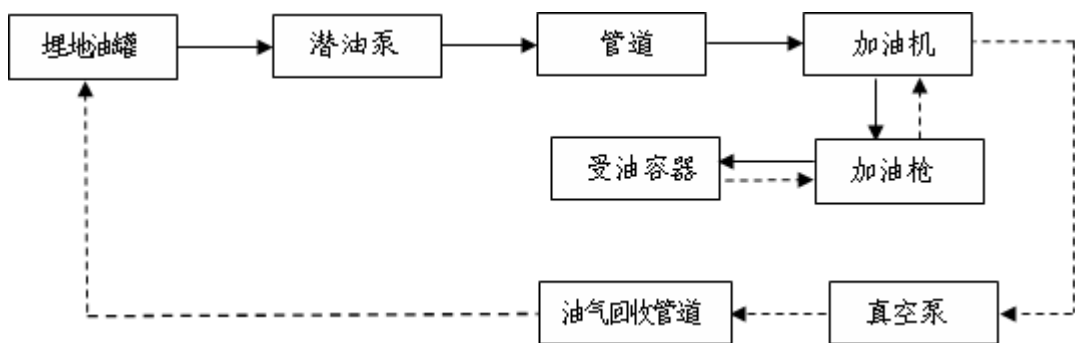 埋地油罐
潜油泵
管道
加油机
受油容器
加油枪
油气回收管道
真空泵